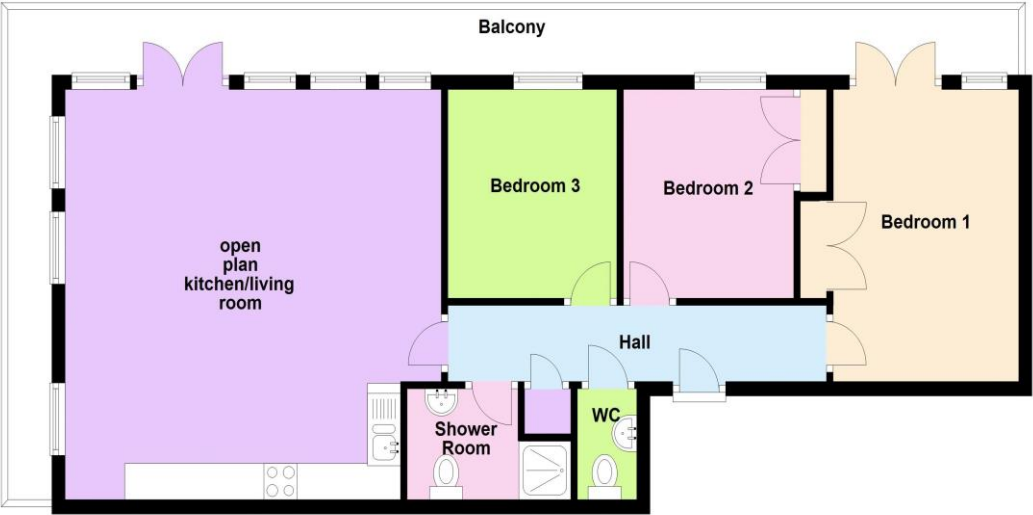 Balcony
Bedroom 3
Bedroom 2
Bedroom 1
open
plan
kitchen/living
room
Hall
WC
Shower
Room